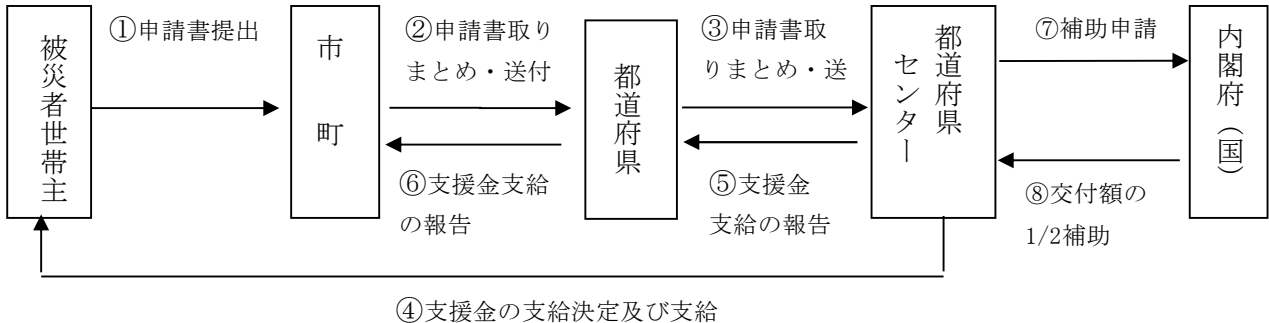 ①申請書提出
②申請書取り
まとめ・送付
③申請書取
りまとめ・送
⑦補助申請
被災者世帯主
市町
都道府県
都道府県
センター
内閣府（国）
⑥支援金支給
の報告
⑤支援金
支給の報告
⑧交付額の
1/2補助
④支援金の支給決定及び支給